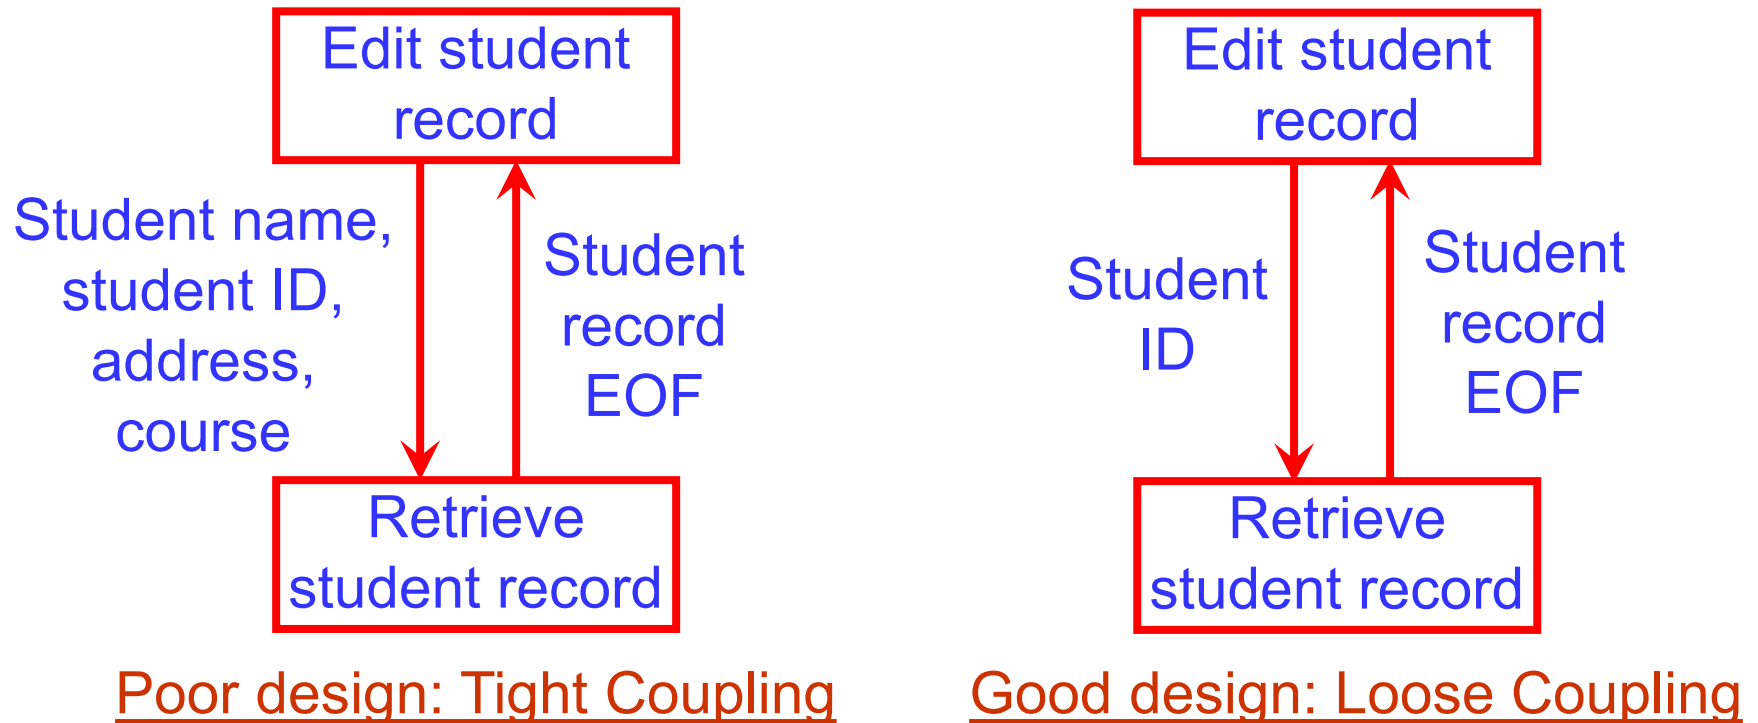 Edit student
record
Student name,
student ID,
address,
course
Student
record
EOF
Retrieve
student record
Poor design: Tight Coupling
Edit student
record
Student
ID
Student
record
EOF
Retrieve
student record
Good design: Loose Coupling